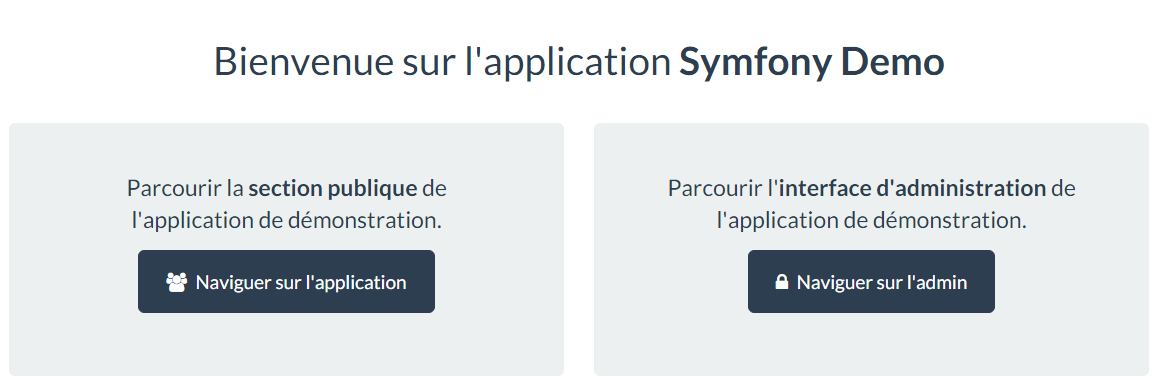 Bienvenue sur l'application Symfony Demo
Parcourir la section publique de
l'application de démonstration.
Naviguer sur l'application
Parcourir l'interface d'administration de
l'application de démonstration.
Naviguer sur l'admin